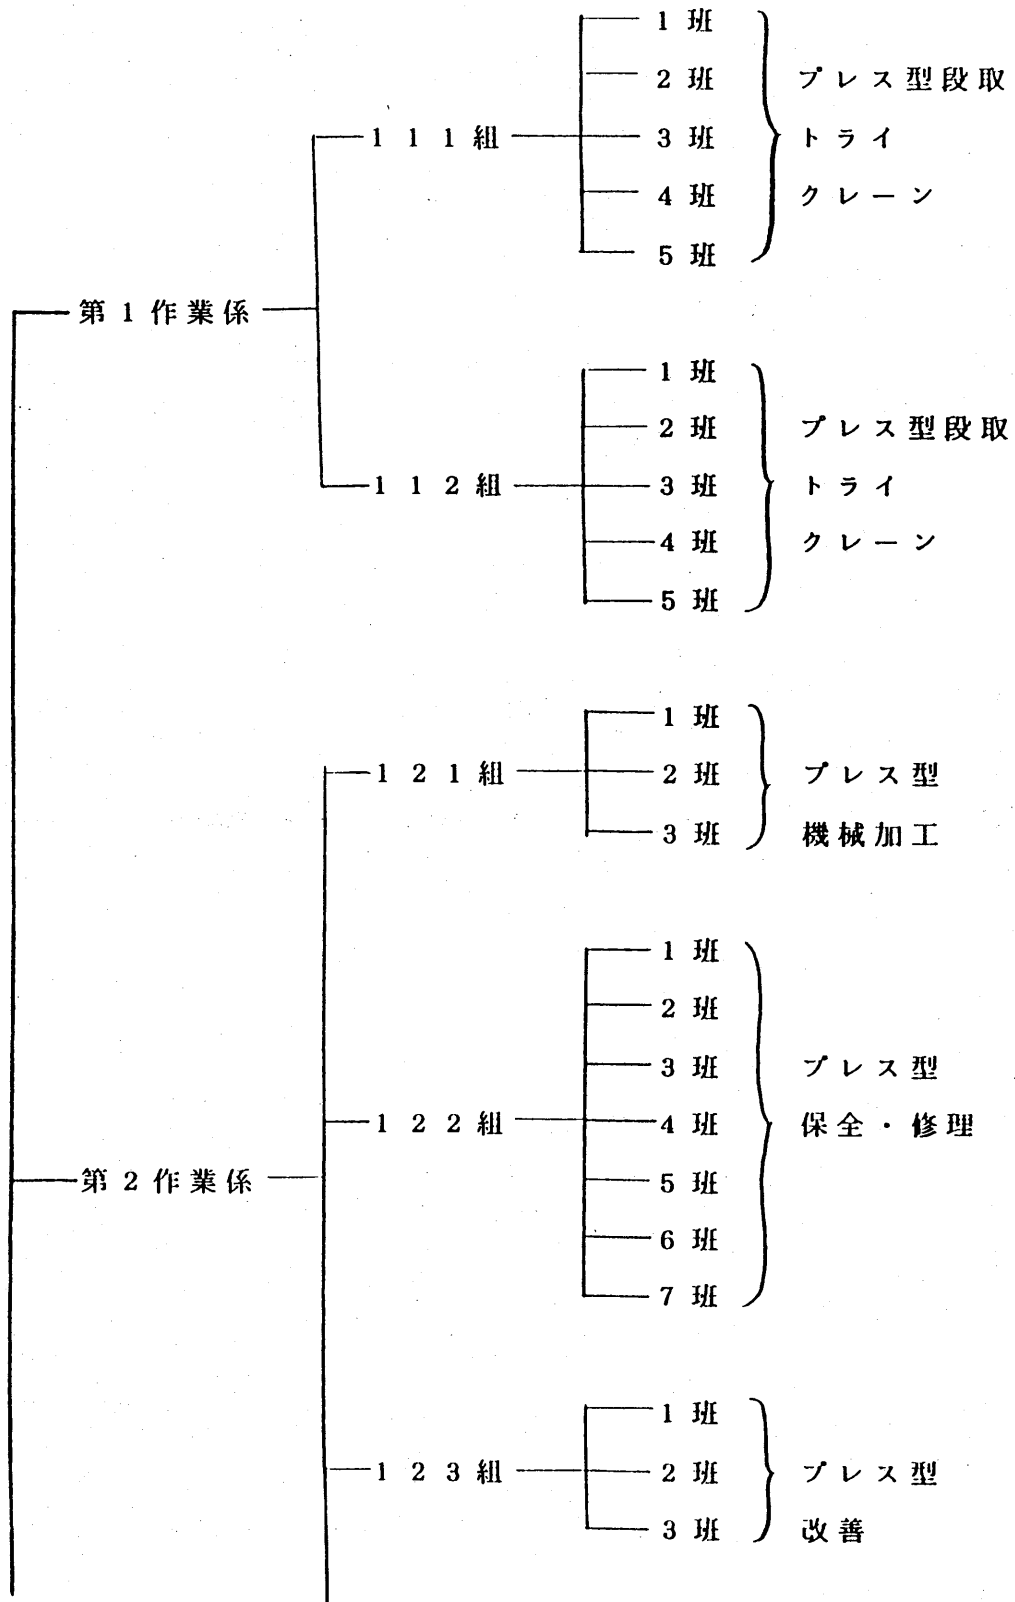 1班
2班 プレス型段取
111組 3班 トライ
4班 クレーン
5班
第1作業係
1班
2班 プレス型段取
112組 3班 トライ
4班 クレーン
5班
1班
121組 2班 プレス型
3班 機械加工
1班
2班
3班 プレス型
122組 4班 保全・修理
第2作業係 5班
6班
7班
1班
123組 2班 プレス型
3班 改善